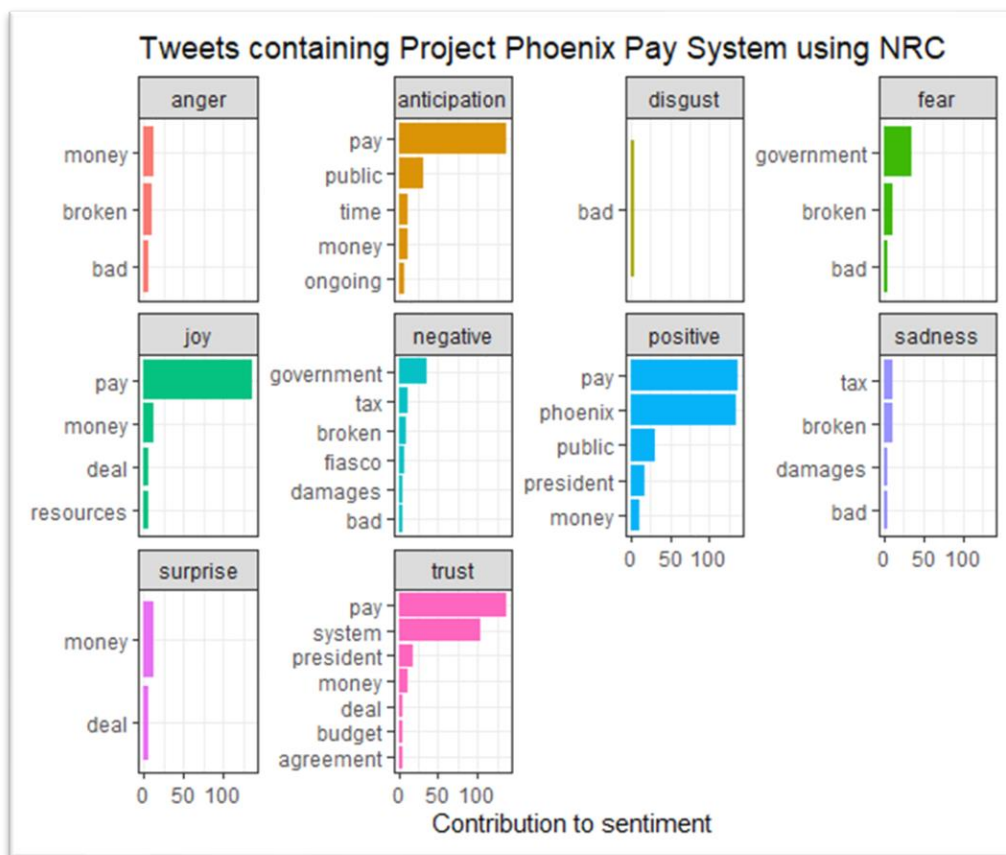 Tweets containing Project Phoenix Pay System using NRC
anger
money
broken
bad
anticipation
pay
public
time
money
ongoing
disgust
bad
fear
government
broken
bad
joy
pay
money
deal
resources
negative
government
tax
broken
fiasco
damages
bad
positive
pay
phoenix
public
president
money
0 50 100
sadness
tax
broken
damages
bad
0 50 100
surprise
money
deal
0 50 100
trust
pay
system
president
money
deal
budget
agreement
0 50 100
Contribution to sentiment